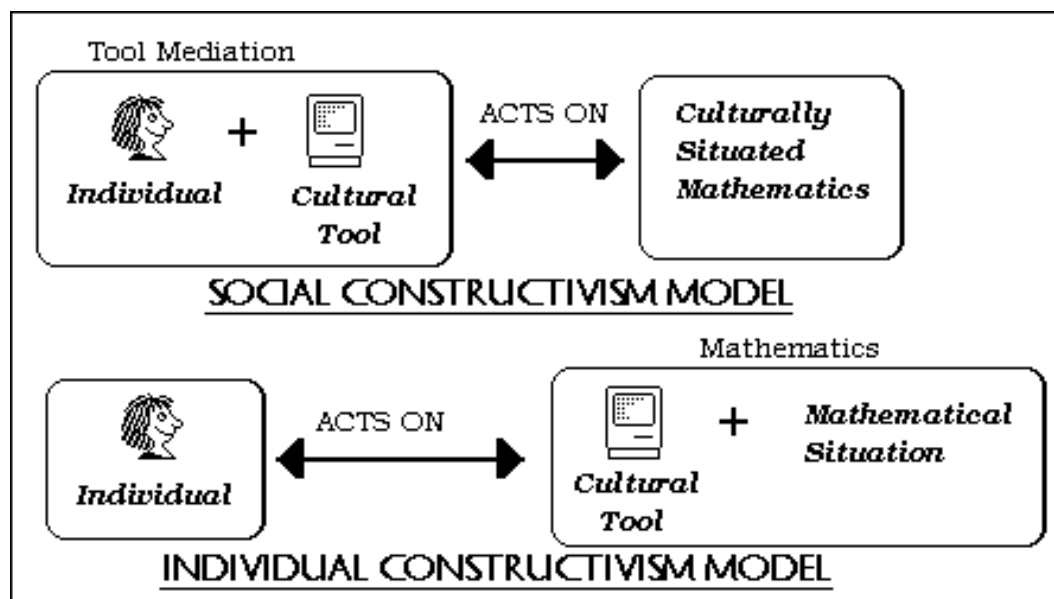 Tool Mediation
+
Individual
Cultural
Tool
ACTS ON
Culturally
Situated
Mathematics
SOCIAL CONSTRUCTIVISM MODEL
Mathematics
Individual
ACTS ON
+
Cultural
Tool
Mathematical
Situation
INDIVIDUAL CONSTRUCTIVISM MODEL